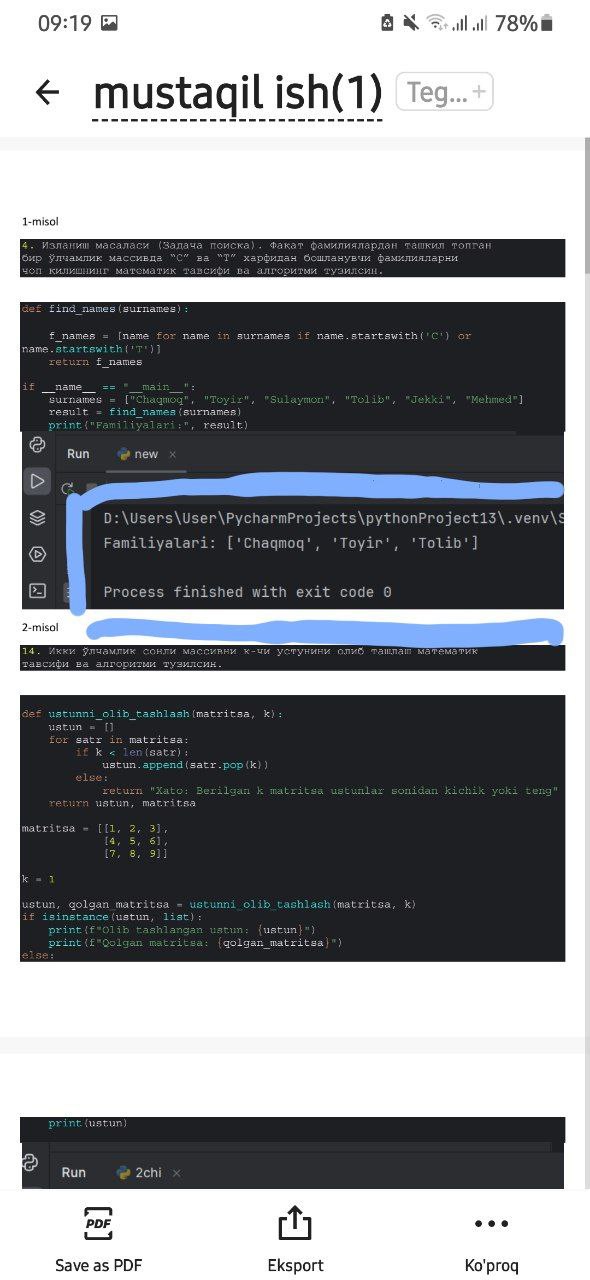 09:19 78%
mustaqil ish(1) Teg...+
1-misol
4. Изланиш масаласи (Задача поиска). Фақат фамилиялардан ташкил топган
бир ўлчамлик массивда “С” ва “Т” харфидан бошланувчи фамилияларни
чоп қилишнинг математик тавсифи ва алгоритми тузилсин.
def find_names(surnames):
f_names = [name for name in surnames if name.startswith('C') or
name.startswith('T')]
return f_names
if __name__ == "__main__":
surnames = ["Chaqmoq", "Toyir", "Sulaymon", "Tolib", "Jekki", "Mehmed"]
result = find_names(surnames)
print("Familiyalari:", result)
Run new ×
D:\Users\User\PycharmProjects\pythonProject13\.venv\S
Familiyalari: ['Chaqmoq', 'Toyir', 'Tolib']
Process finished with exit code 0
2-misol
14. Икки ўлчамлик сонли массивни к-чи устунини олиб ташлаш математик
тавсифи ва алгоритми тузилсин.
def ustunni_olib_tashlash(matritsa, k):
ustun = []
for satr in matritsa:
if k < len(satr):
ustun.append(satr.pop(k))
else:
return "Xato: Berilgan k matritsa ustunlar sonidan kichik yoki teng"
return ustun, matritsa
matritsa = [[1, 2, 3],
[4, 5, 6],
[7, 8, 9]]
k = 1
ustun, qolgan_matritsa = ustunni_olib_tashlash(matritsa, k)
if isinstance(ustun, list):
print(f"Olib tashlangan ustun: {ustun}")
print(f"Qolgan matritsa: {qolgan_matritsa}")
else:
print(ustun)
Run 2chi ×
PDF
Save as PDF Eksport Ko'proq